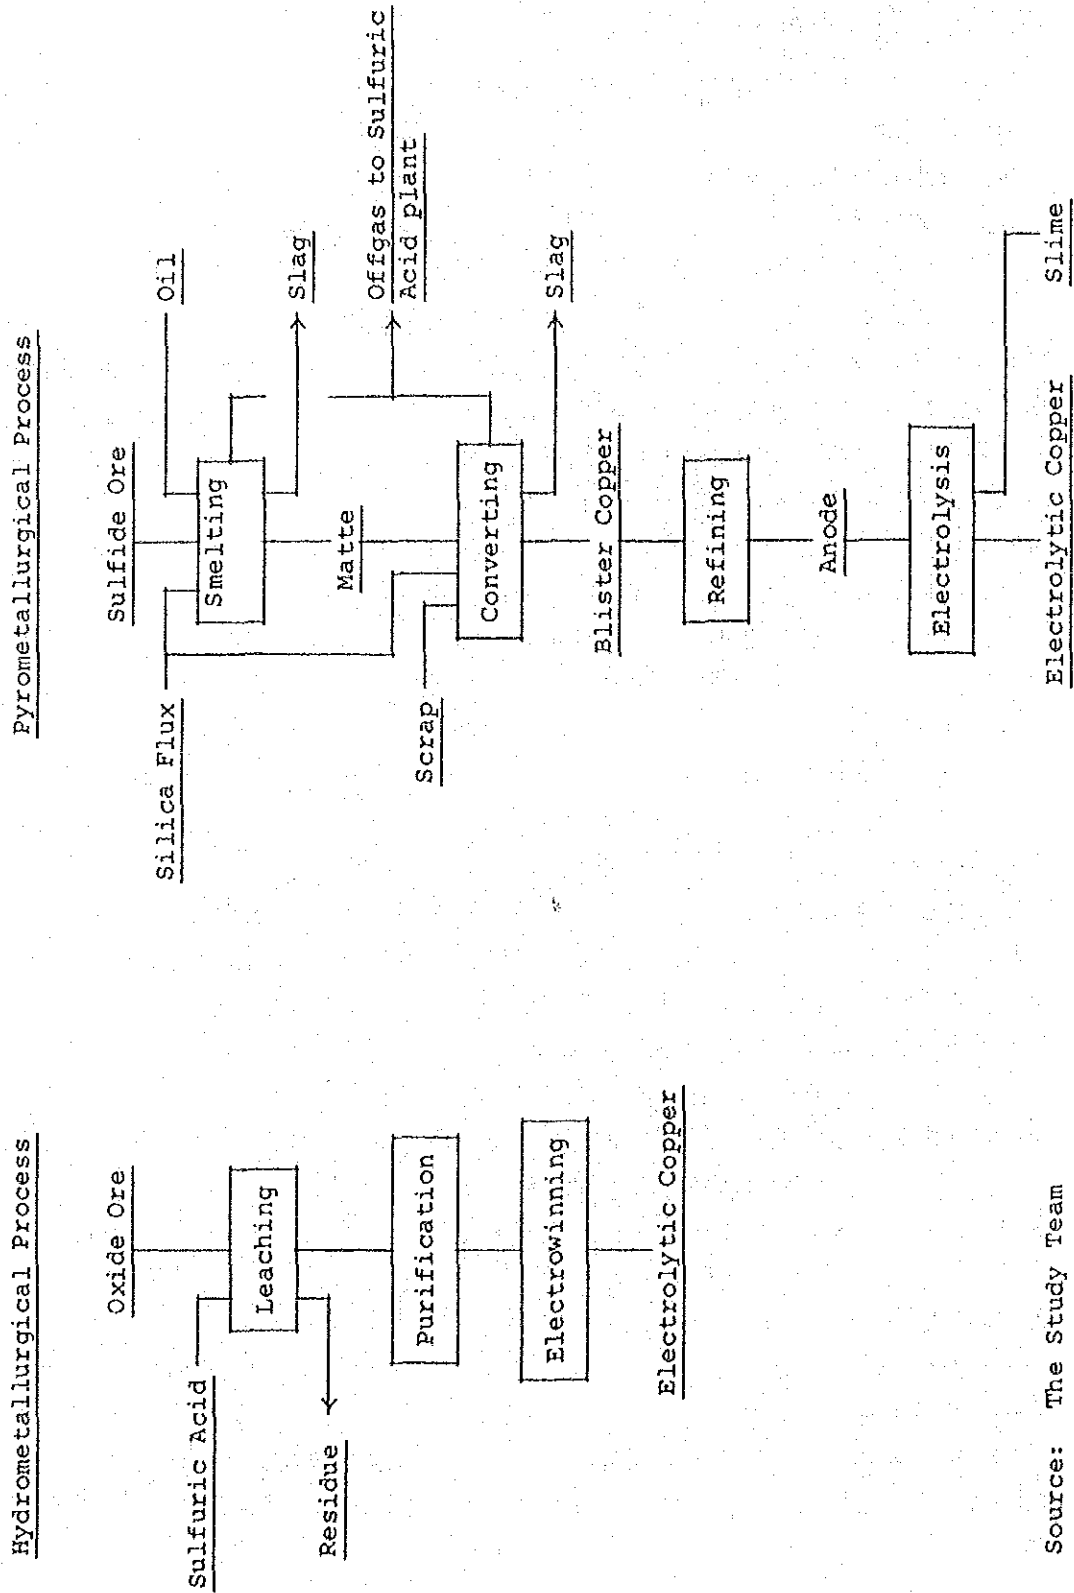 Hydrometallurgical Process
Oxide Ore
Sulfuric Acid
Leaching
Residue
Purification
Electrowinning
Electrolytic Copper
Pyrometallurgical Process
Sulfide Ore
Silica Flux
Oil
Smelting
Slag
Matte
Offgas to Sulfuric
Acid plant
Scrap
Converting
Slag
Blister Copper
Refining
Anode
Electrolysis
Electrolytic Copper
Slime
Source: The Study Team